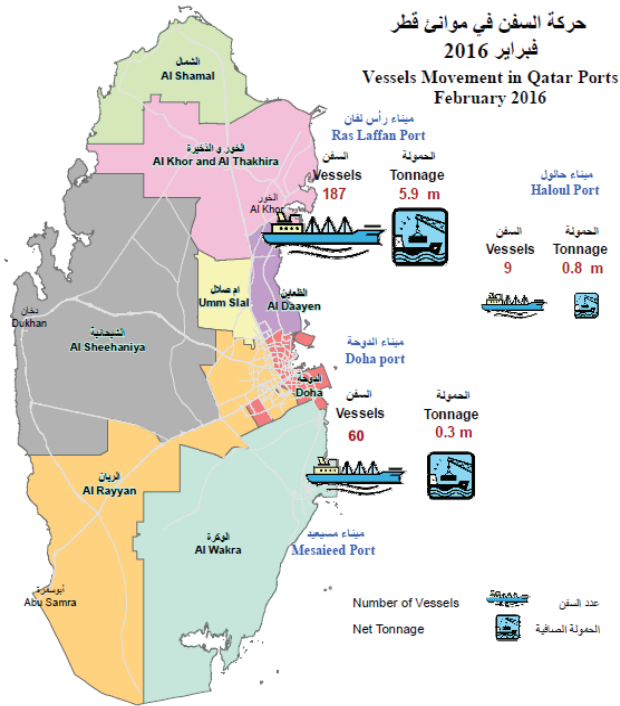 حركة السفن في موانئ قطر
فبراير 2016
Vessels Movement in Qatar Ports
February 2016
الشمال
Al Shamal
ميناء رأس لفان
Ras Laffan Port
السفن الحمولة
Vessels Tonnage
187 5.9 m
ميناء حالول
Haloul Port
السفن الحمولة
Vessels Tonnage
9 0.8 m
الخور و الذخيرة
Al Khor and Al Thakhira
الخور
Al Khor
ام صلال
Umm Slal
الظعاين
Al Daayen
دخان
Dukhan
الشيحانية
Al Sheehaniya
ميناء الدوحة
Doha port
السفن الحمولة
Vessels Tonnage
60 0.3 m
الدوحة
Doha
الريان
Al Rayyan
الوكرة
Al Wakra
ميناء مسيعيد
Mesaieed Port
أبوسمرة
Abu Samra
Number of Vessels عدد السفن
Net Tonnage الحمولة الصافية